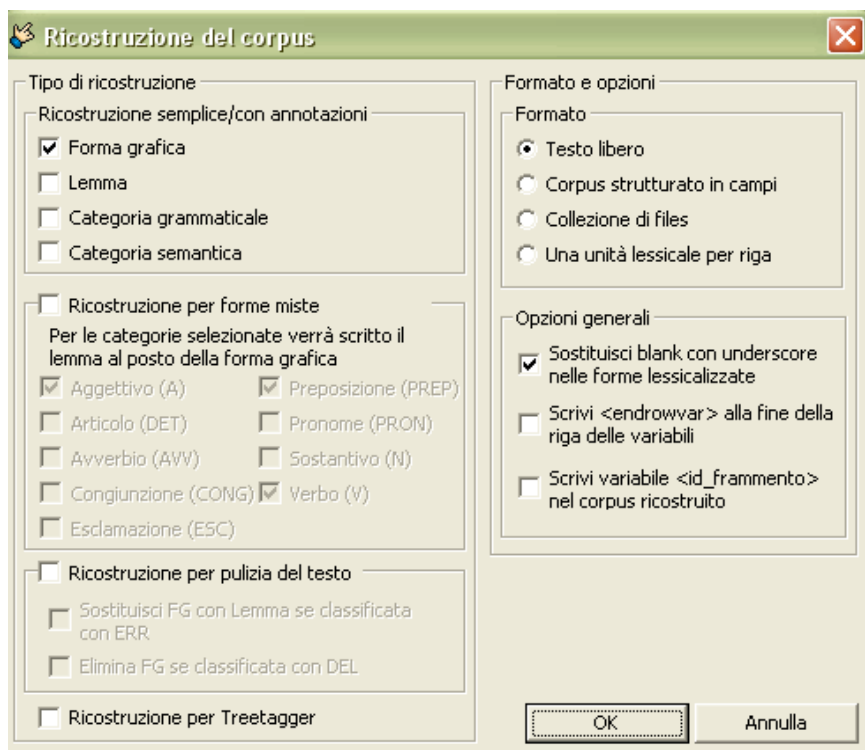 Ricostruzione del corpus
Tipo di ricostruzione
Ricostruzione semplice/con annotazioni
Forma grafica
Lemma
Categoria grammaticale
Categoria semantica
Ricostruzione per forme miste
Per le categorie selezionate verrà scritto il
lemma al posto della forma grafica
Aggettivo (A)
Preposizione (PREP)
Articolo (DET)
Pronome (PRON)
Avverbio (AVV)
Sostantivo (N)
Congiunzione (CONG)
Verbo (V)
Esclamazione (ESC)
Ricostruzione per pulizia del testo
Sostituisci FG con Lemma se classificata
con ERR
Elimina FG se classificata con DEL
Ricostruzione per Treetagger
Formato e opzioni
Formato
Testo libero
Corpus strutturato in campi
Collezione di files
Una unità lessicale per riga
Opzioni generali
Sostituisci blank con underscore
nelle forme lessicalizzate
Scrivi <endrowvar> alla fine della
riga delle variabili
Scrivi variabile <id_frammento>
nel corpus ricostruito
OK
Annulla